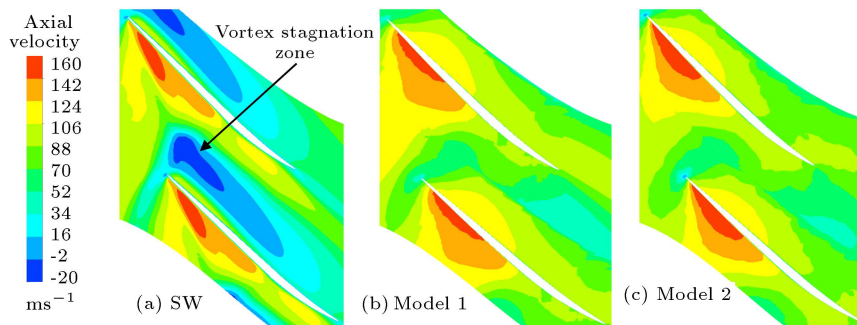 Axial
velocity
160
142
124
106
88
70
52
34
16
-2
-20
ms−1
Vortex stagnation
zone
(a) SW
(b) Model 1
(c) Model 2